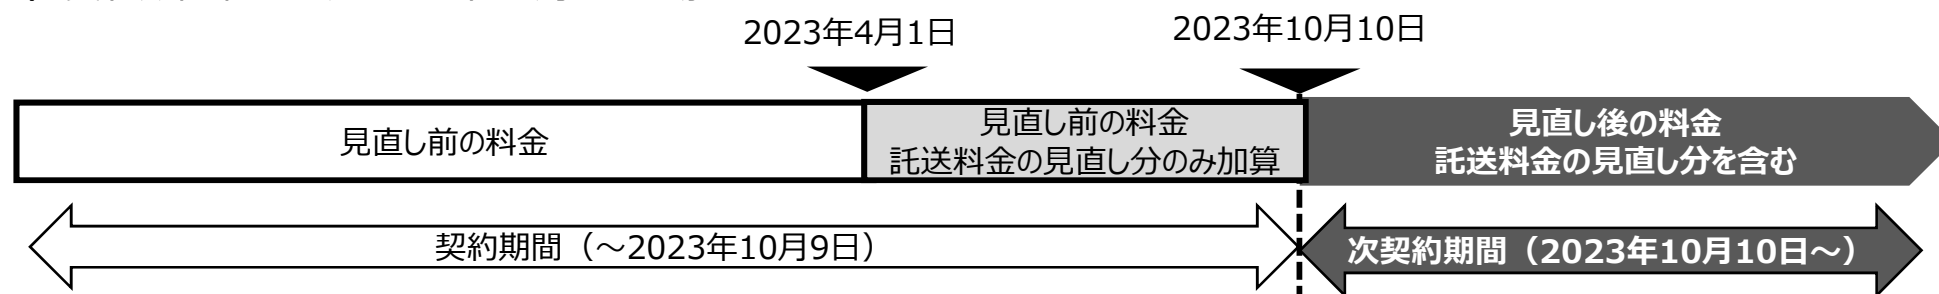 2023年4月1日
2023年10月10日
見直し前の料金
見直し前の料金
託送料金の見直し分のみ加算
見直し後の料金
託送料金の見直し分を含む
契約期間（～2023年10月9日）
次契約期間（2023年10月10日～）